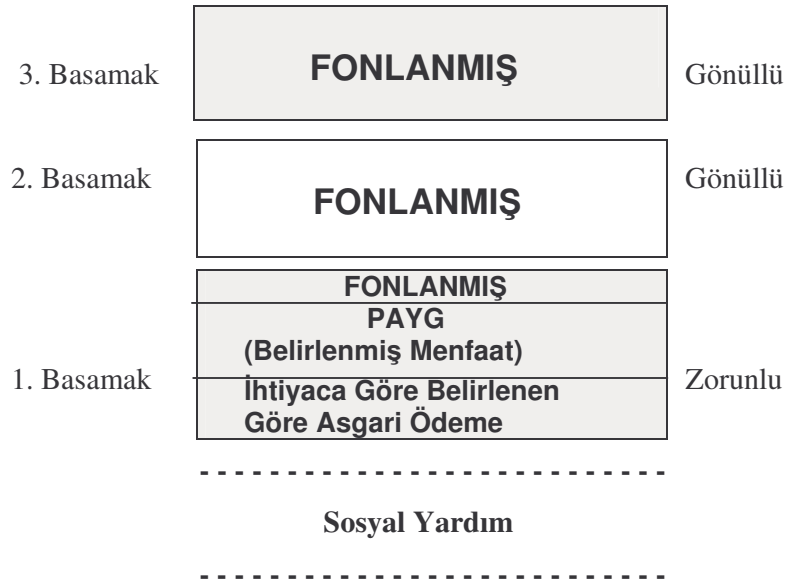 3. Basamak FONLANMIŞ Gönüllü
2. Basamak FONLANMIŞ Gönüllü
FONLANMIŞ
PAYG
(Belirlenmiş Menfaat)
1. Basamak İhtiyaca Göre Belirlenen Zorunlu
Göre Asgari Ödeme
Sosyal Yardım